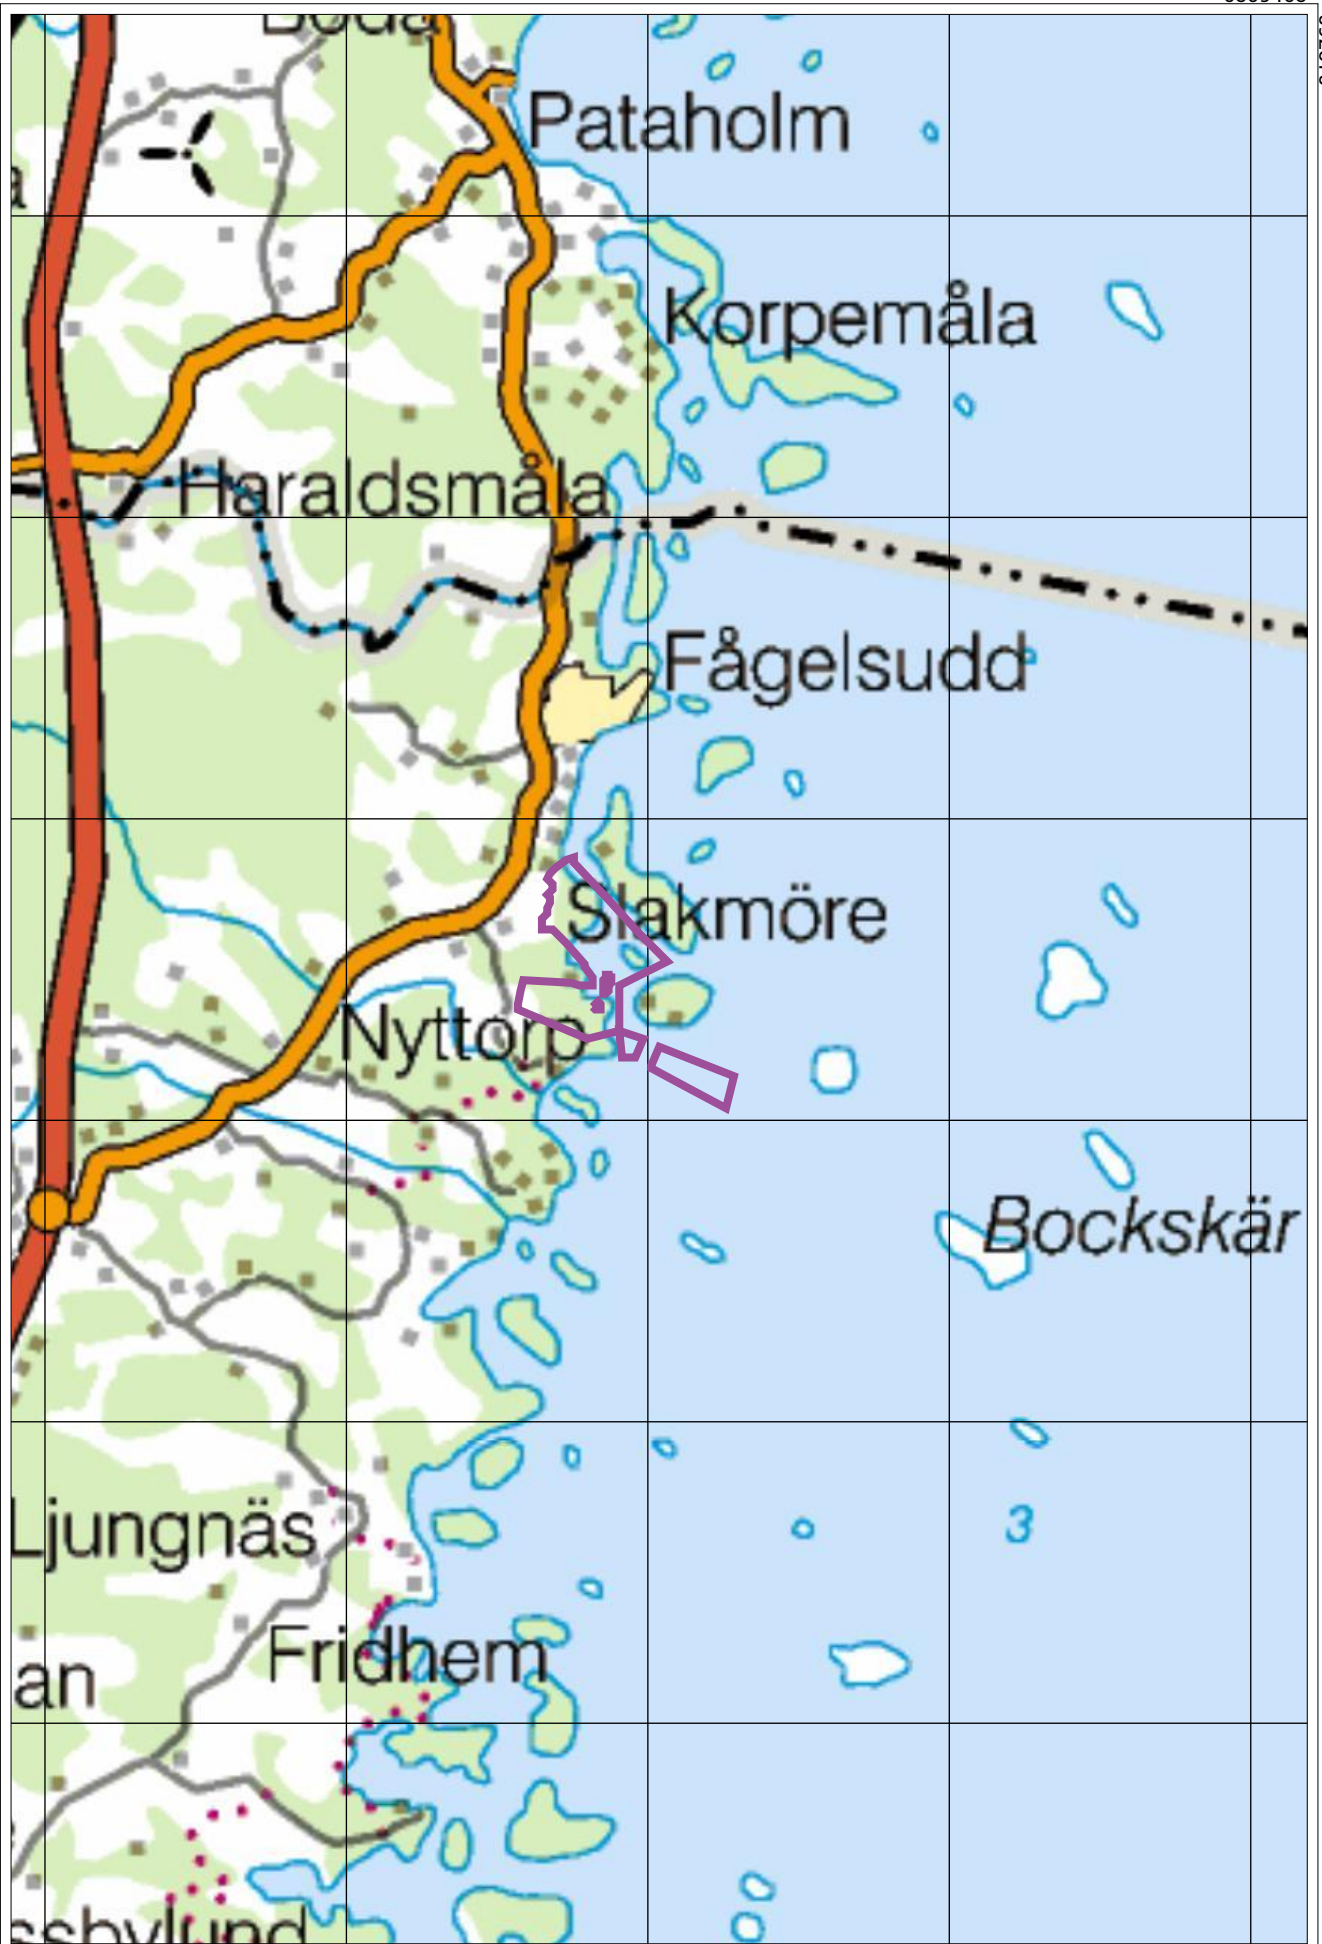 Pataholm
Korpemåla
Haraldsmåla
Fågelsudd
Slakmöre
Nyttorp
Bockskär
Ljungnäs
3
Fridhem
an